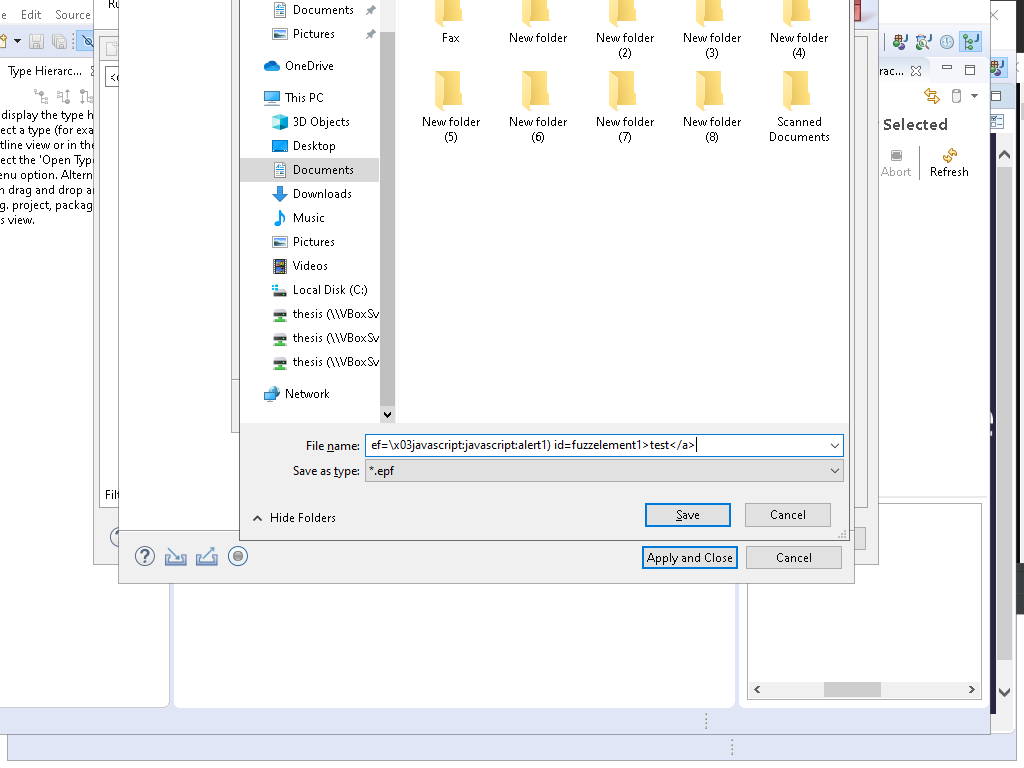 Edit Source
Type Hierarc...
display the type h
ect a type (for exa
tline view or in the
ect the 'Open Typ
enu option. Altern
n drag and drop a
g. project, packag
s view.
Documents
Pictures
OneDrive
This PC
3D Objects
Desktop
Documents
Downloads
Music
Pictures
Videos
Local Disk (C:)
thesis (\\VBoxSv
thesis (\\VBoxSv
thesis (\\VBoxSv
Network
Fax
New folder
New folder
(2)
New folder
(3)
New folder
(4)
New folder
(5)
New folder
(6)
New folder
(7)
New folder
(8)
Scanned
Documents
File name:
ef=\x03javascript:javascript:alert1) id=fuzzelement1>test</a>
Save as type:
*.epf
Hide Folders
Save
Cancel
Apply and Close
Cancel
rac...
Selected
Abort
Refresh